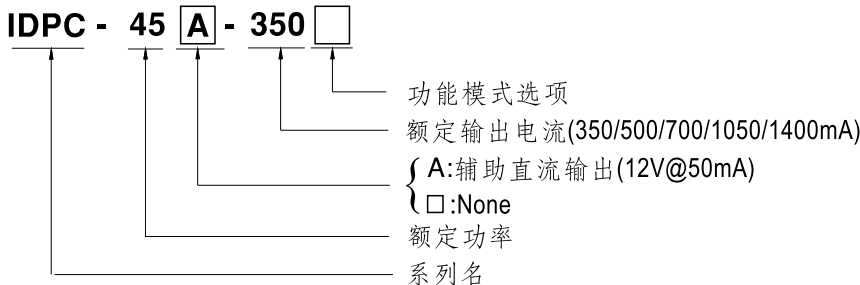 IDPC - 45 A - 350 □
功能模式选项
额定输出电流(350/500/700/1050/1400mA)
A:辅助直流输出(12V@50mA)
□:None
额定功率
系列名